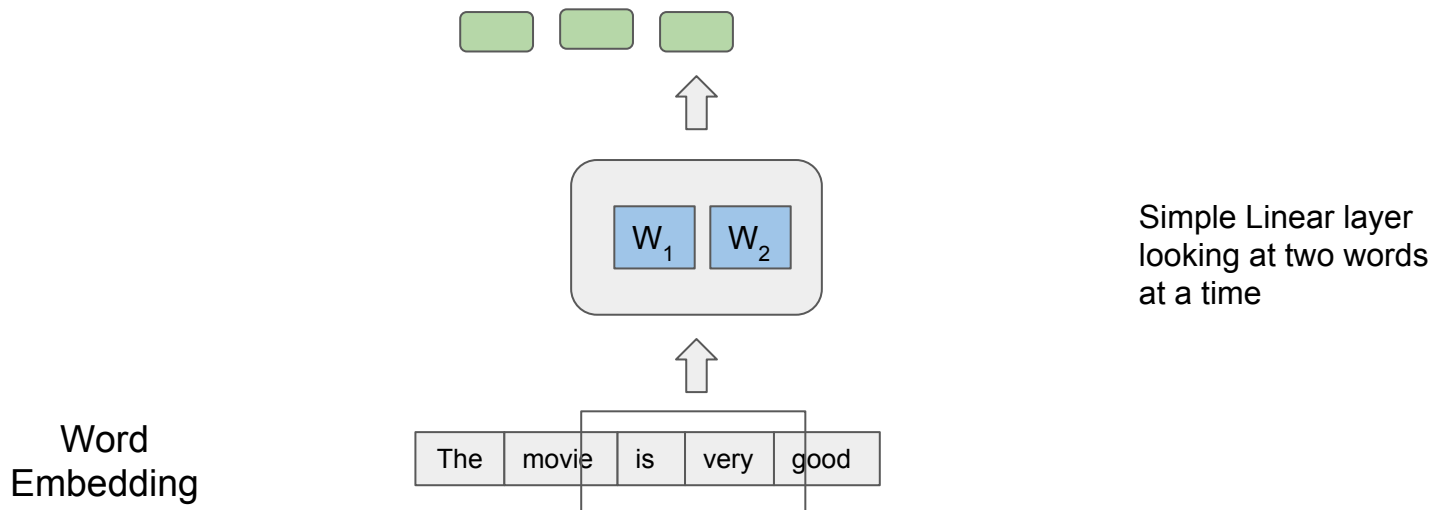 W₁ W₂
Simple Linear layer
looking at two words
at a time
Word
Embedding
The movie is very good